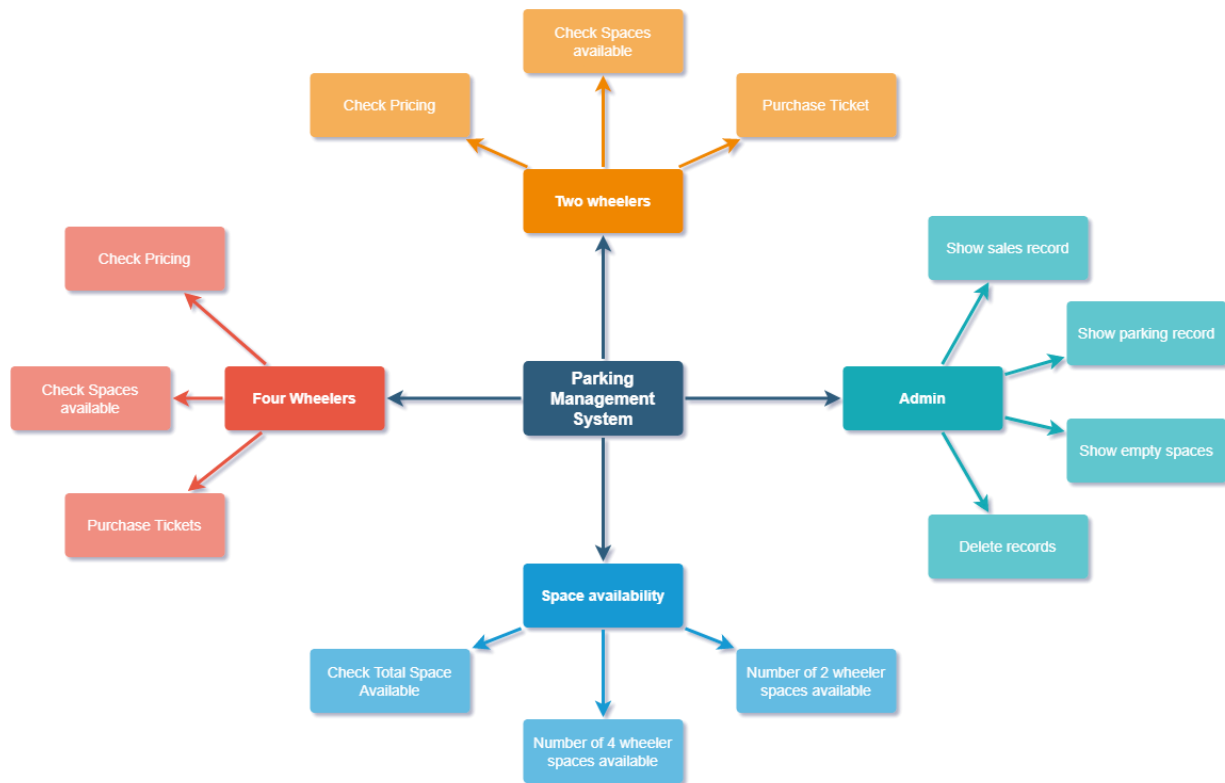 Check Spaces
available
Check Pricing
Purchase Ticket
Two wheelers
Show sales record
Check Pricing
Show parking record
Check Spaces
available
Four Wheelers
Parking
Management
System
Admin
Show empty spaces
Purchase Tickets
Delete records
Space availability
Check Total Space
Available
Number of 2 wheeler
spaces available
Number of 4 wheeler
spaces available